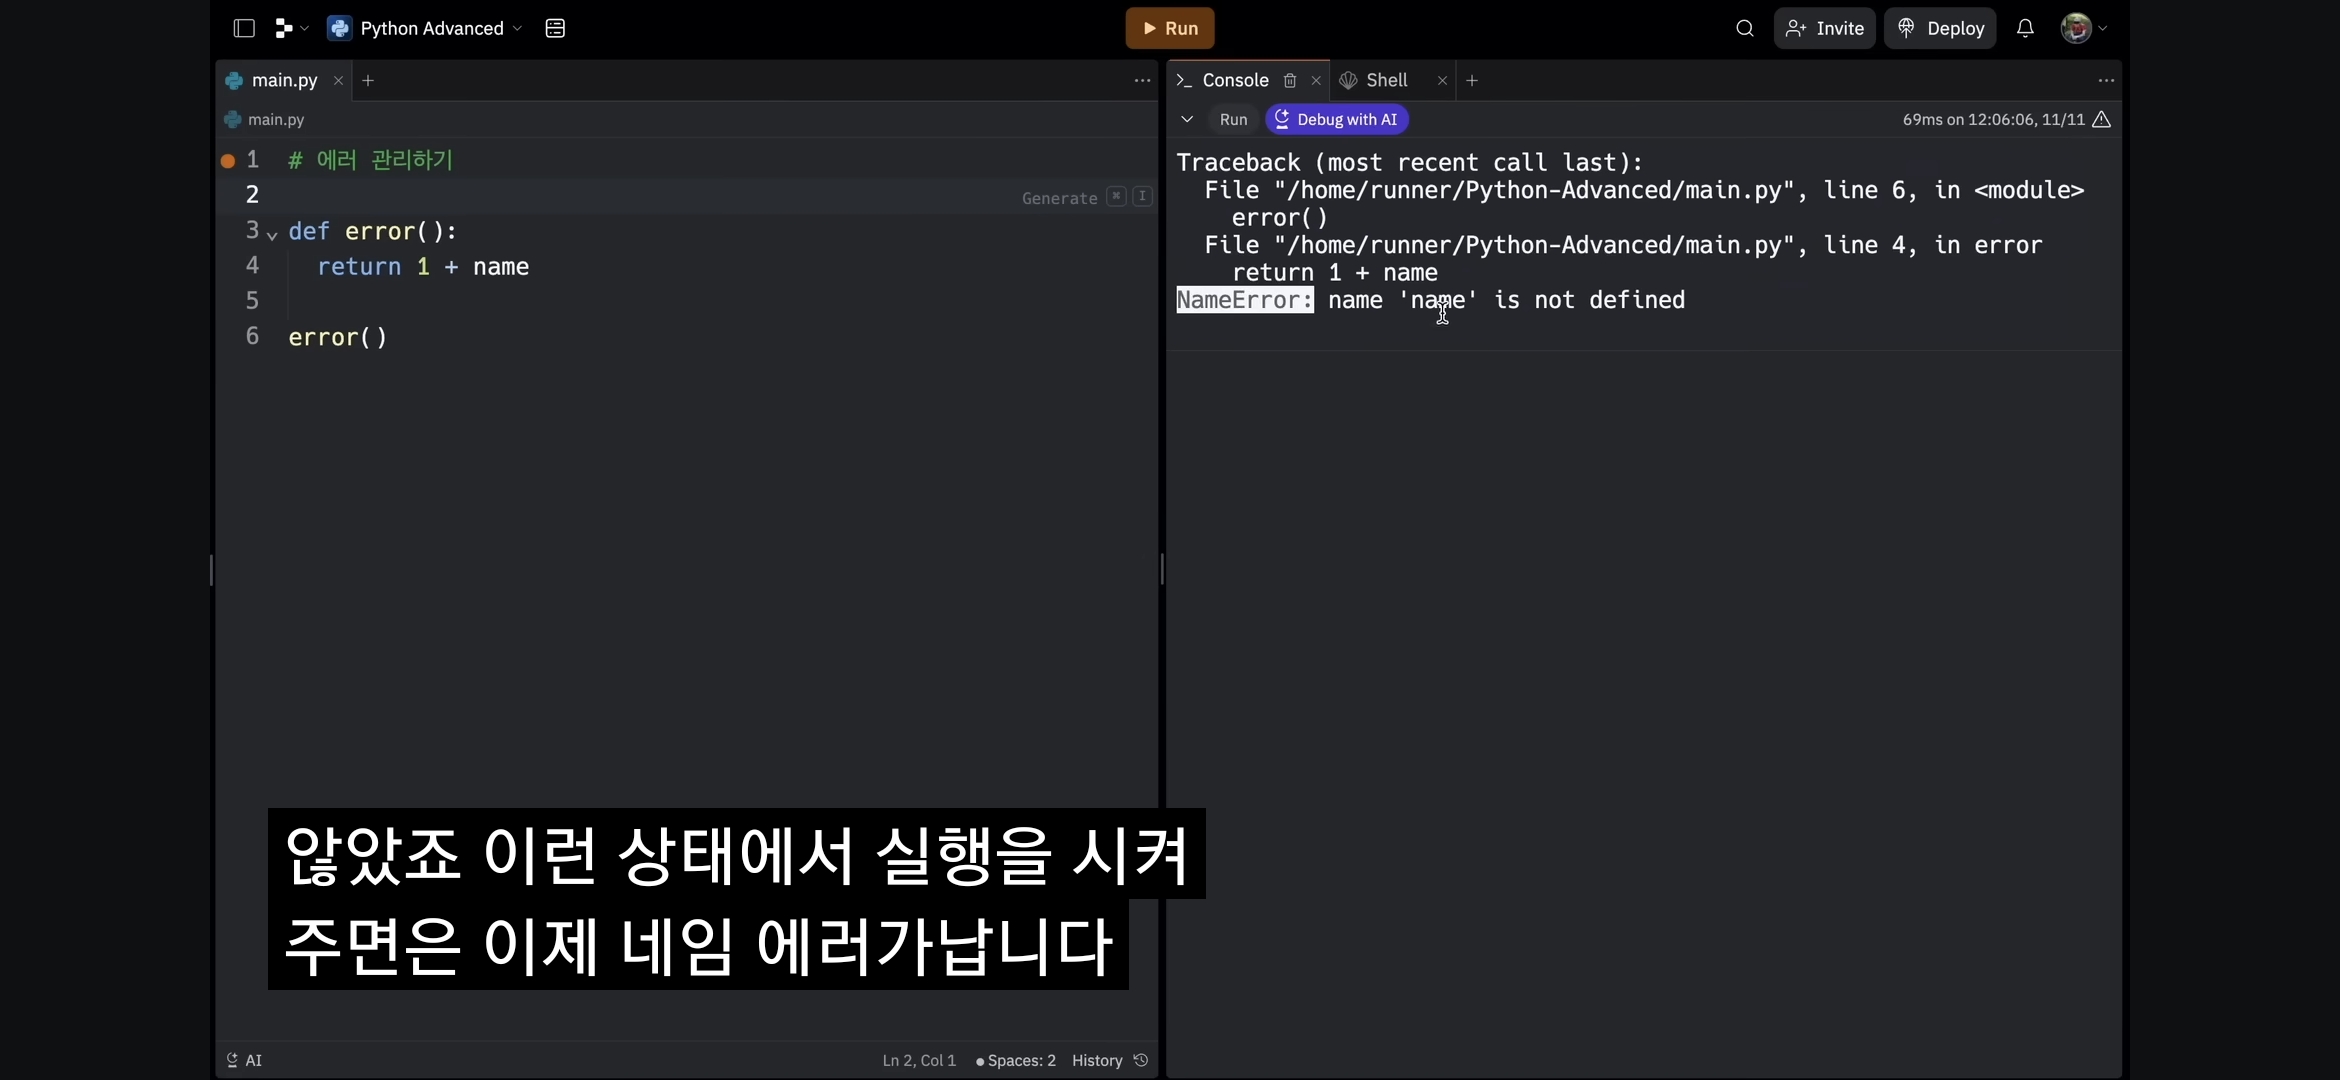 Python Advanced
Run
Invite
Deploy
main.py
main.py
1 # 에러 관리하기
2
Generate ⌘ I
3 def error():
4 return 1 + name
5
6 error()
AI
Ln 2, Col 1
Spaces: 2
History
Console
Shell
Run
Debug with AI
69ms on 12:06:06, 11/11
Traceback (most recent call last):
File "/home/runner/Python-Advanced/main.py", line 6, in <module>
error()
File "/home/runner/Python-Advanced/main.py", line 4, in error
return 1 + name
NameError: name 'name' is not defined
않았죠 이런 상태에서 실행을 시켜
주면은 이제 네임 에러가납니다